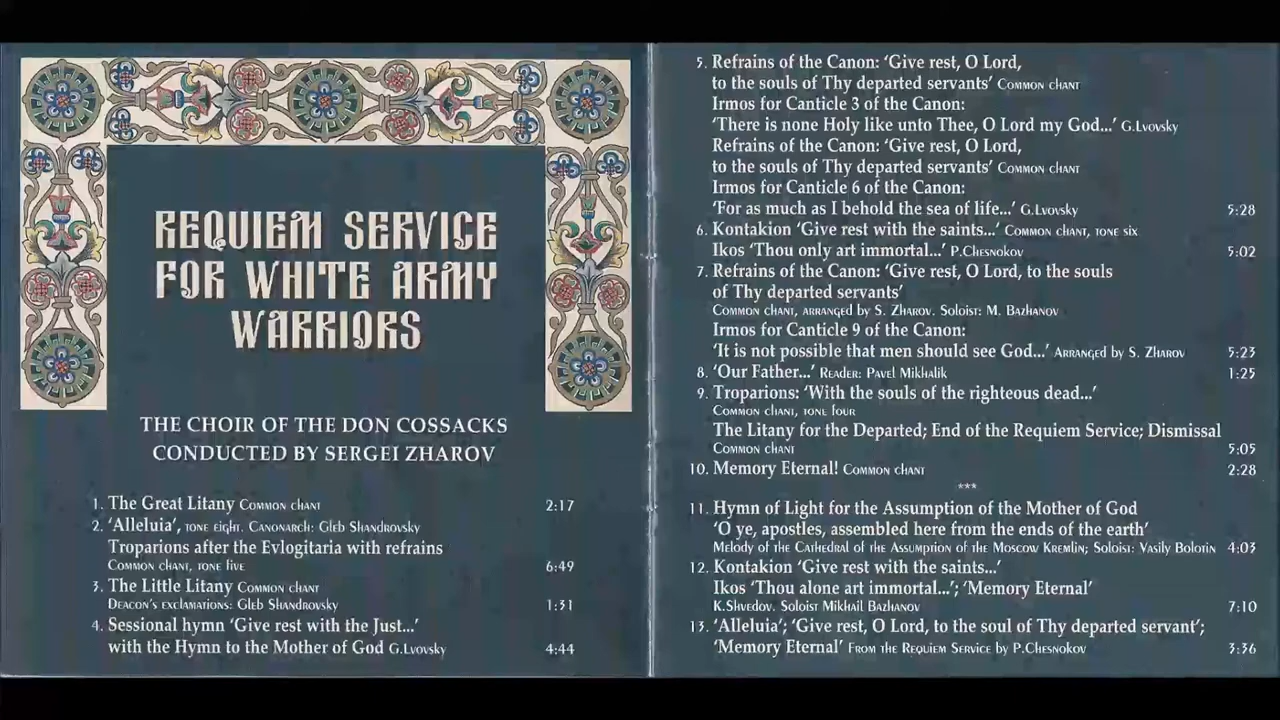 REQUIEM SERVICE
FOR WHITE ARMY
WARRIORS
THE CHOIR OF THE DON COSSACKS
CONDUCTED BY SERGEI ZHAROV
1. The Great Litany Common chant 2:17
2. ‘Alleluia’, tone eight. Canonarch: Gleb Shandrovsky
Troparions after the Evlogitaria with refrains
Common chant, tone five 6:49
3. The Little Litany Common chant
Deacon's exclamations: Gleb Shandrovsky 1:31
4. Sessional hymn ‘Give rest with the Just...’
with the Hymn to the Mother of God G.Lvovsky 4:44
5. Refrains of the Canon: ‘Give rest, O Lord,
to the souls of Thy departed servants’ Common chant
Irmos for Canticle 3 of the Canon:
‘There is none Holy like unto Thee, O Lord my God...’ G.Lvovsky
Refrains of the Canon: ‘Give rest, O Lord,
to the souls of Thy departed servants’ Common chant
Irmos for Canticle 6 of the Canon:
‘For as much as I behold the sea of life...’ G.Lvovsky 5:28
6. Kontakion ‘Give rest with the saints...’ Common chant, tone six
Ikos ‘Thou only art immortal...’ P.Chesnokov 5:02
7. Refrains of the Canon: ‘Give rest, O Lord, to the souls
of Thy departed servants’
Common chant, arranged by S. Zharov. Soloist: M. Bazhanov
Irmos for Canticle 9 of the Canon:
‘It is not possible that men should see God...’ Arranged by S. Zharov 5:23
8. ‘Our Father...’ Reader: Pavel Mikhalik 1:25
9. Troparions: ‘With the souls of the righteous dead...’
Common chant, tone four
The Litany for the Departed; End of the Requiem Service; Dismissal
Common chant 5:05
10. Memory Eternal! Common chant 2:28
***
11. Hymn of Light for the Assumption of the Mother of God
‘O ye, apostles, assembled here from the ends of the earth’
Melody of the Cathedral of the Assumption of the Moscow Kremlin; Soloist: Vasily Bolotin 4:03
12. Kontakion ‘Give rest with the saints...’
Ikos ‘Thou alone art immortal...’; ‘Memory Eternal’
K.Shvedov. Soloist Mikhail Bazhanov 7:10
13. ‘Alleluia’; ‘Give rest, O Lord, to the soul of Thy departed servant’;
‘Memory Eternal’ From the Requiem Service by P.Chesnokov 3:36